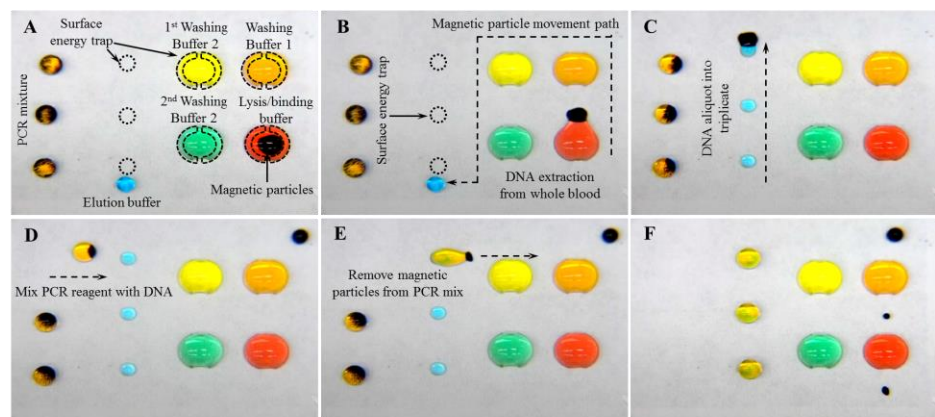 A
Surface
energy trap
1st Washing
Buffer 2
Washing
Buffer 1
PCR mixture
2nd Washing
Buffer 2
Lysis/binding
buffer
Magnetic particles
Elution buffer
B
Magnetic particle movement path
Surface energy trap
DNA extraction
from whole blood
C
DNA aliquot into
triplicate
D
Mix PCR reagent with DNA
E
Remove magnetic
particles from PCR mix
F